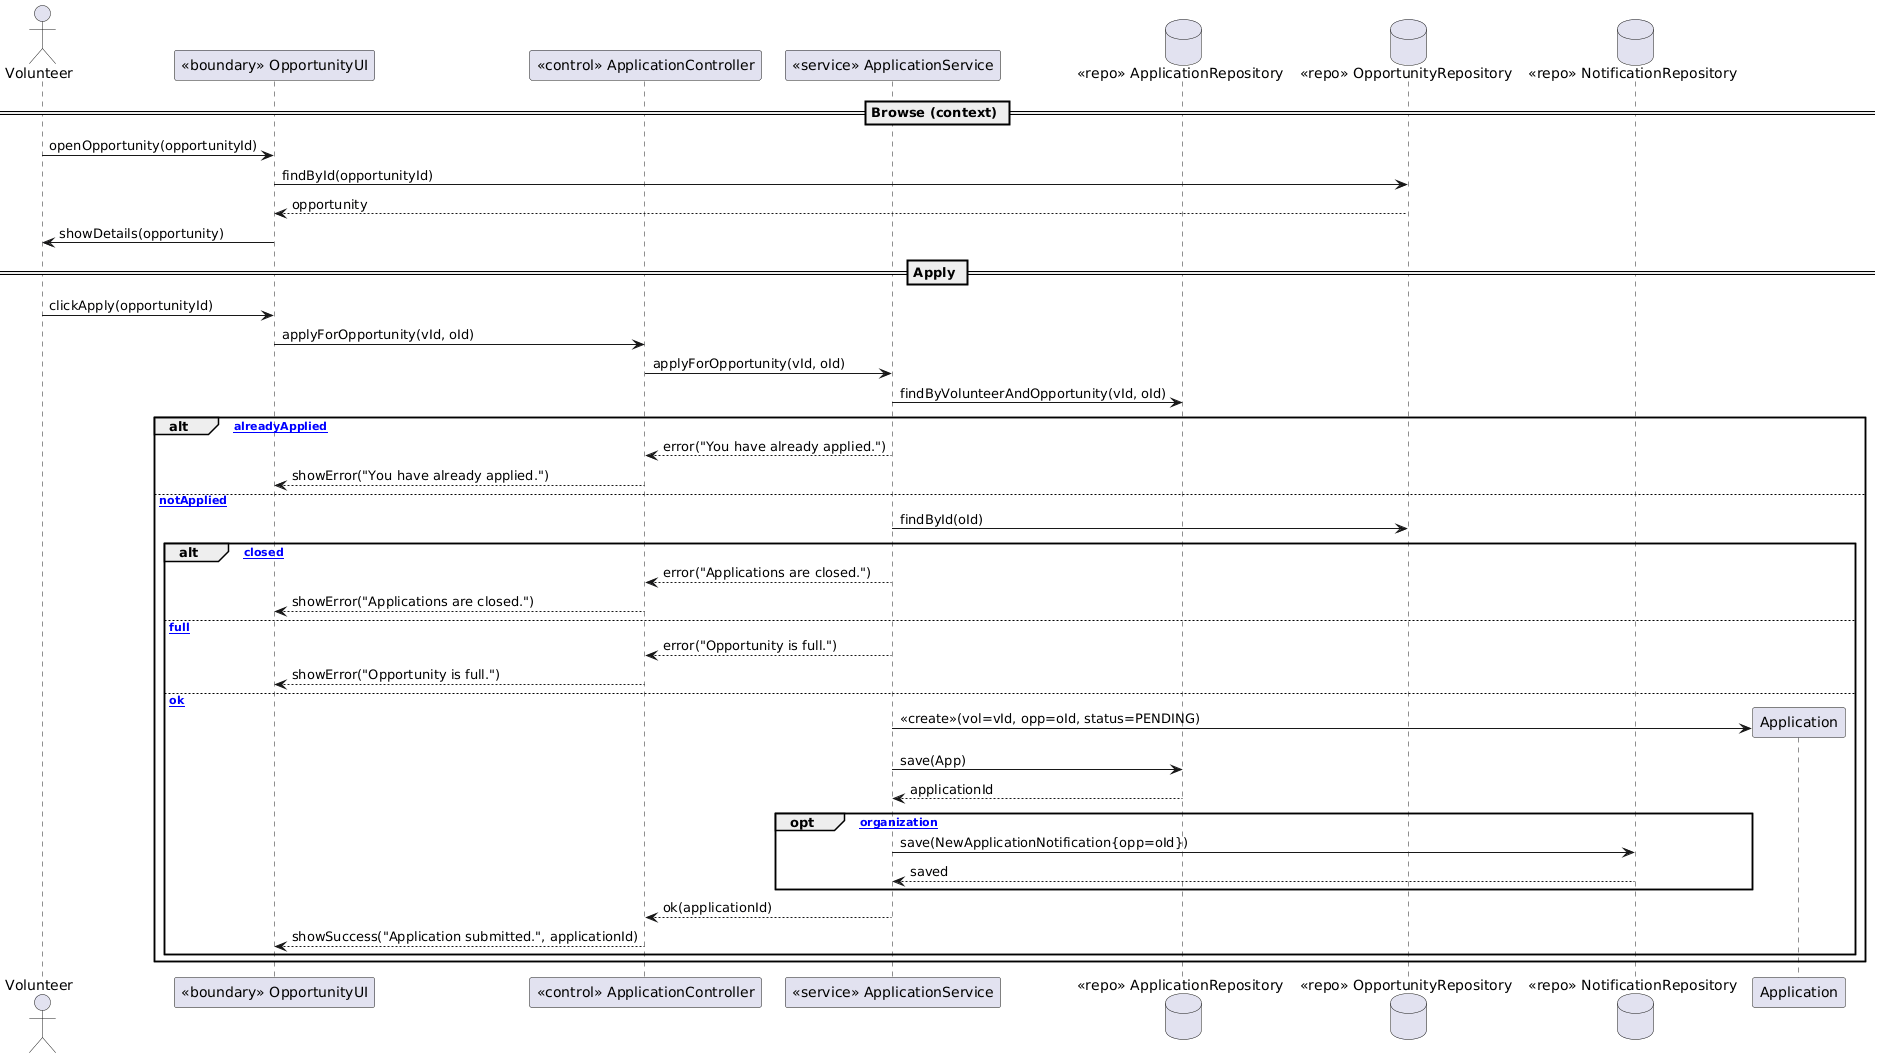 Volunteer
«boundary» OpportunityUI
«control» ApplicationController
«service» ApplicationService
«repo» ApplicationRepository
«repo» OpportunityRepository
«repo» NotificationRepository
Browse (context)
openOpportunity(opportunityId)
findById(opportunityId)
opportunity
showDetails(opportunity)
Apply
clickApply(opportunityId)
applyForOpportunity(vId, oId)
applyForOpportunity(vId, oId)
findByVolunteerAndOpportunity(vId, oId)
alt alreadyApplied
error("You have already applied.")
showError("You have already applied.")
notApplied
findById(oId)
alt closed
error("Applications are closed.")
showError("Applications are closed.")
full
error("Opportunity is full.")
showError("Opportunity is full.")
ok
«create»(vol=vId, opp=oId, status=PENDING)
Application
save(App)
applicationId
opt organization
save(NewApplicationNotification{opp=oId})
saved
ok(applicationId)
showSuccess("Application submitted.", applicationId)
Volunteer
«boundary» OpportunityUI
«control» ApplicationController
«service» ApplicationService
«repo» ApplicationRepository
«repo» OpportunityRepository
«repo» NotificationRepository
Application